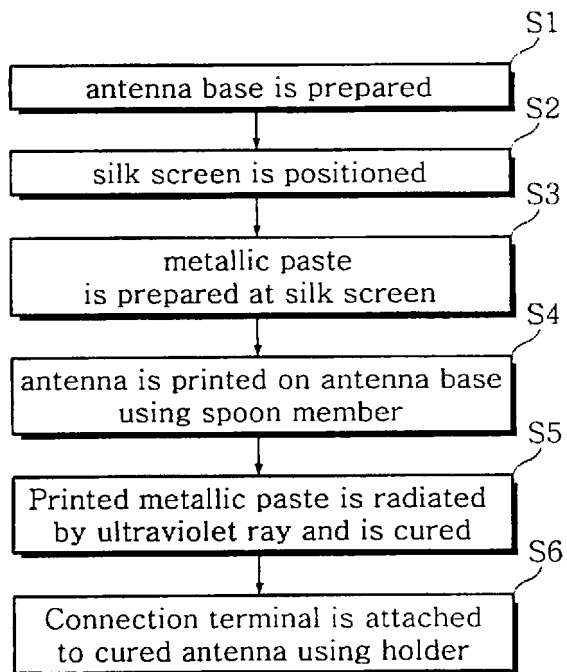 S1
antenna base is prepared
S2
silk screen is positioned
S3
metallic paste
is prepared at silk screen
S4
antenna is printed on antenna base
using spoon member
S5
Printed metallic paste is radiated
by ultraviolet ray and is cured
S6
Connection terminal is attached
to cured antenna using holder